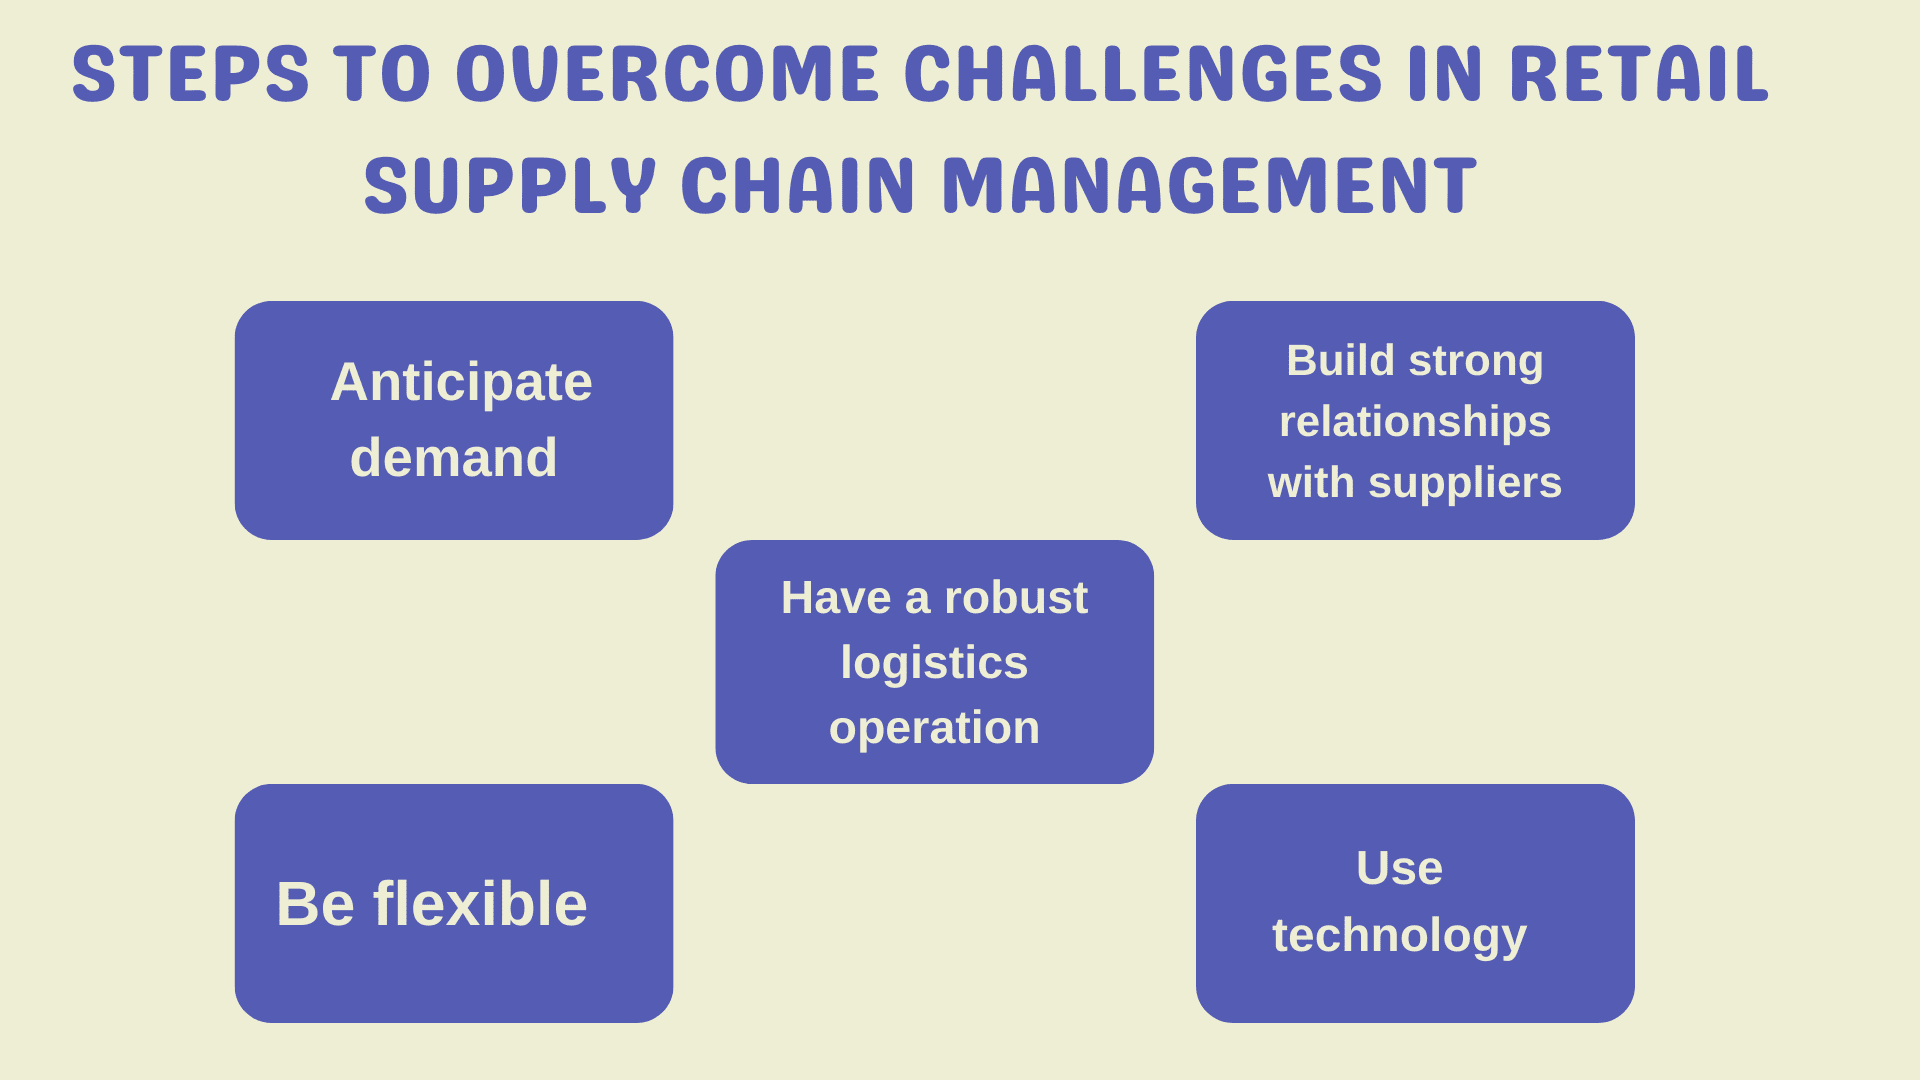 STEPS TO OVERCOME CHALLENGES IN RETAIL
SUPPLY CHAIN MANAGEMENT
Anticipate
demand
Build strong
relationships
with suppliers
Have a robust
logistics
operation
Be flexible
Use
technology